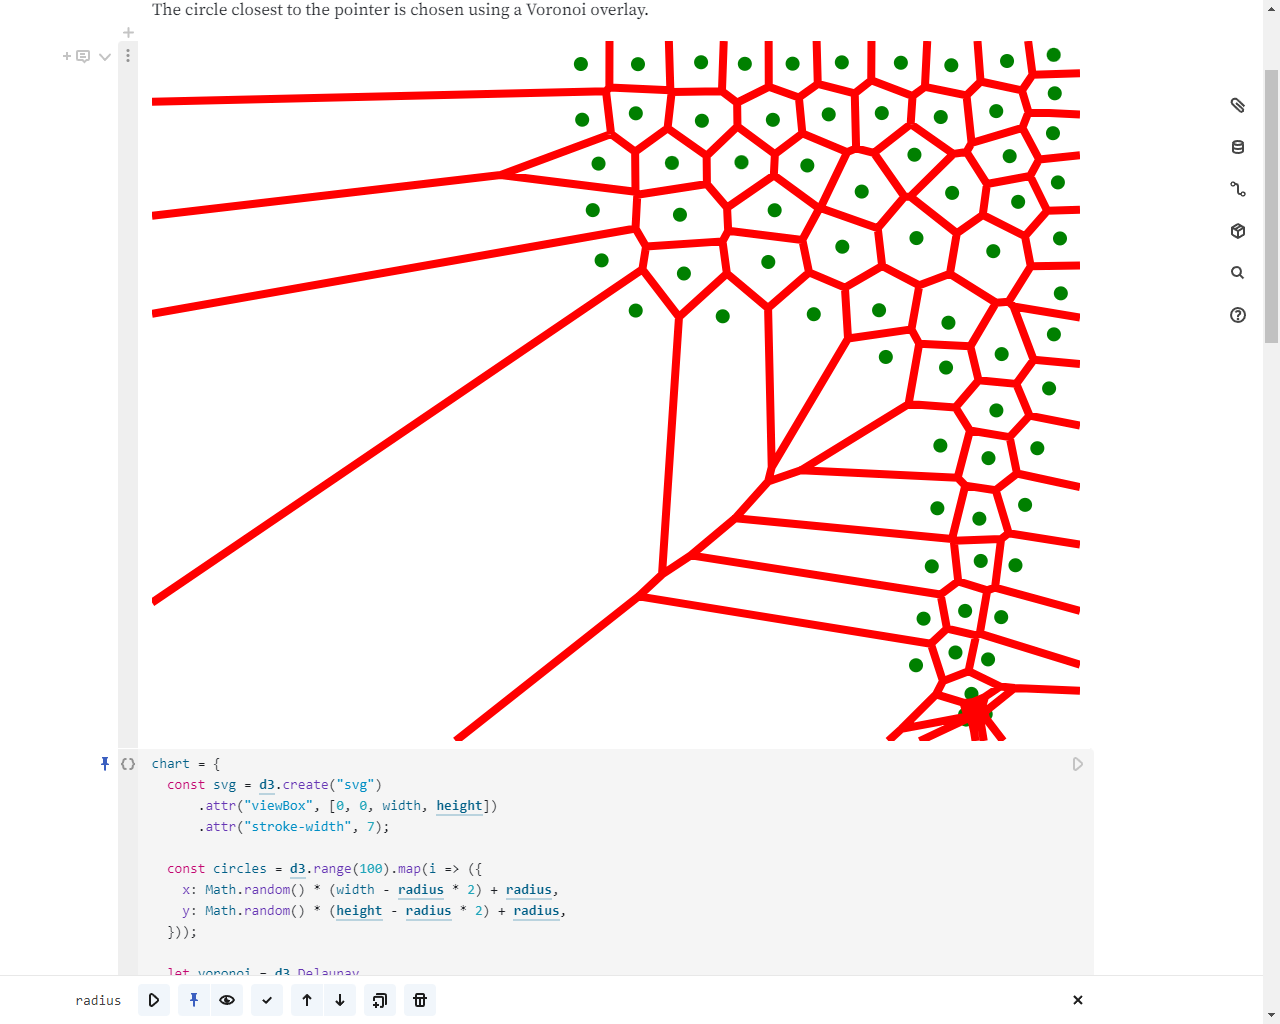 The circle closest to the pointer is chosen using a Voronoi overlay.
chart = {
const svg = d3.create("svg")
.attr("viewBox", [0, 0, width, height])
.attr("stroke-width", 7);
const circles = d3.range(100).map(i => ({
x: Math.random() * (width - radius * 2) + radius,
y: Math.random() * (height - radius * 2) + radius,
}));
let voronoi = d3.Delaunay
radius